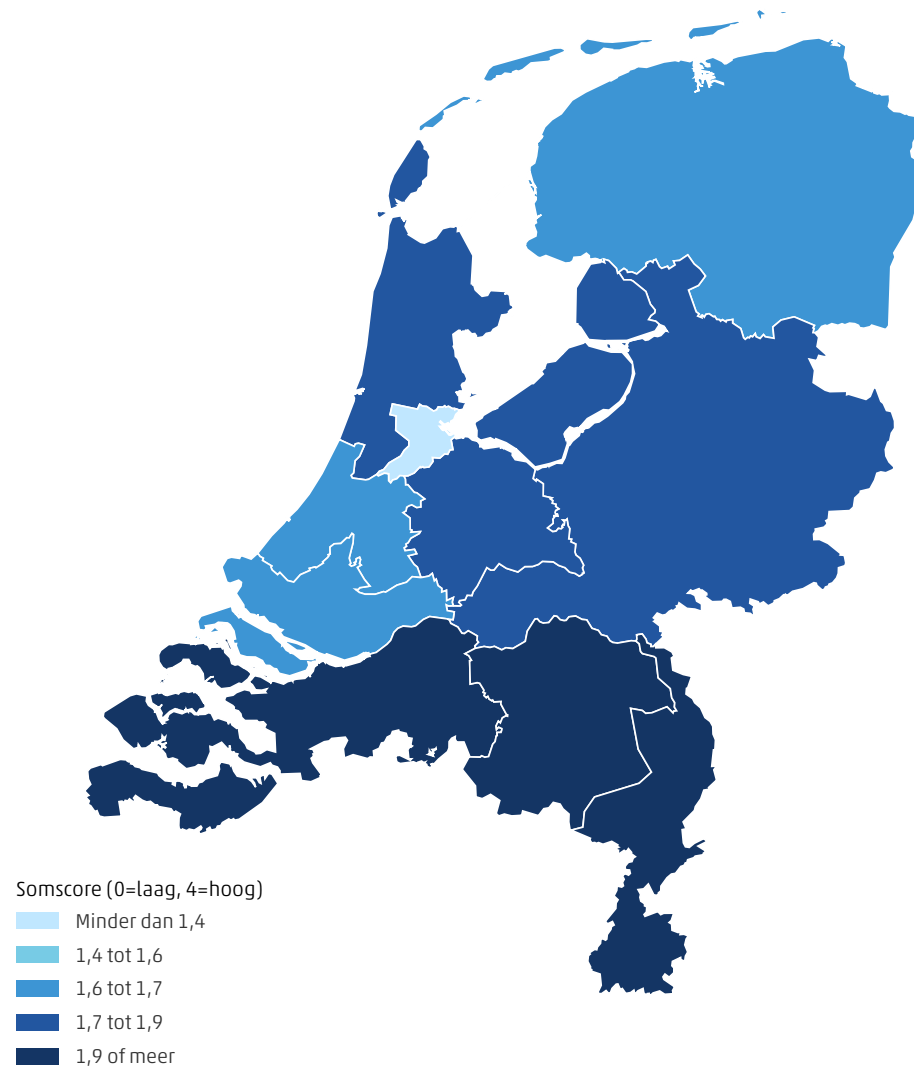 Somscore (0=laag, 4=hoog)
Minder dan 1,4
1,4 tot 1,6
1,6 tot 1,7
1,7 tot 1,9
1,9 of meer